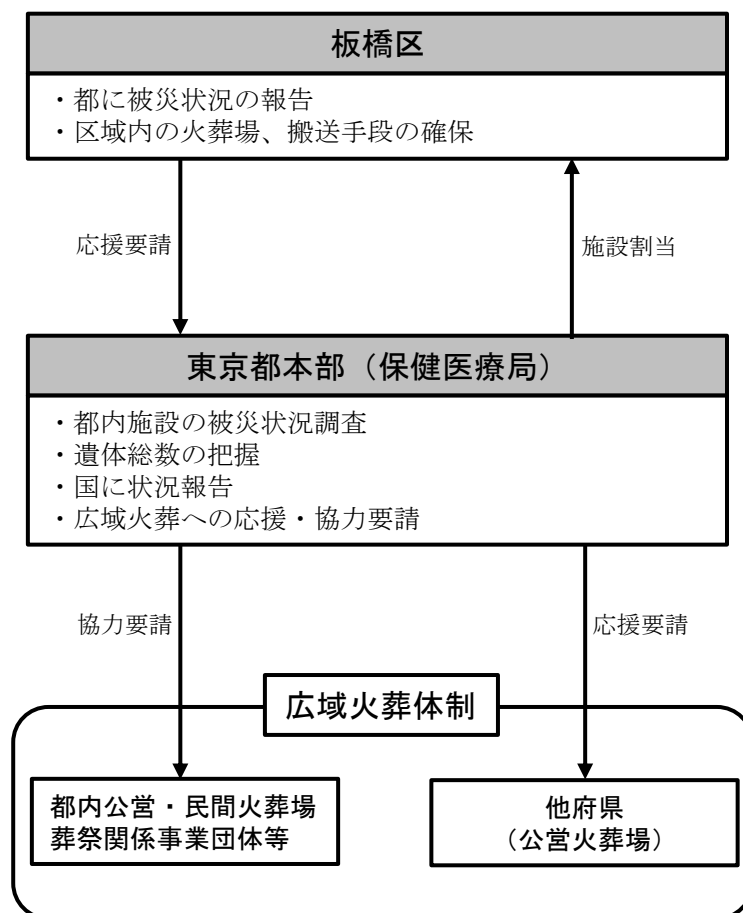 板橋区
・都に被災状況の報告
・区域内の火葬場、搬送手段の確保
応援要請
施設割当
東京都本部（保健医療局）
・都内施設の被災状況調査
・遺体総数の把握
・国に状況報告
・広域火葬への応援・協力要請
協力要請
応援要請
広域火葬体制
都内公営・民間火葬場
葬祭関係事業団体等
他府県
（公営火葬場）